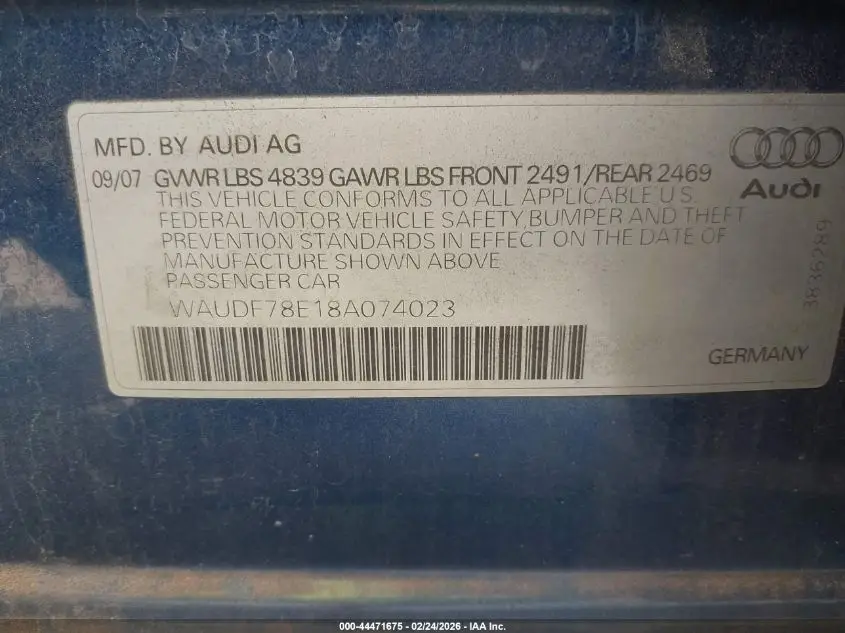 MFD. BY AUDI AG
09/07 GVWR LBS 4839 GAWR LBS FRONT 2491/REAR 2469
THIS VEHICLE CONFORMS TO ALL APPLICABLE U S
FEDERAL MOTOR VEHICLE SAFETY, BUMPER AND THEFT
PREVENTION STANDARDS IN EFFECT ON THE DATE OF
MANUFACTURE SHOWN ABOVE
PASSENGER CAR
WAUDF78E18A074023
Audi
3836289
GERMANY
000-44471675 - 02/24/2026 - IAA Inc.